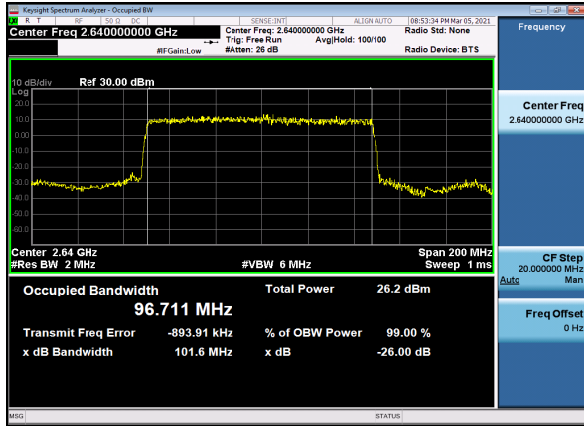 Keysight Spectrum Analyzer - Occupied BW
R T RF 50 Ω DC SENSE:INT ALIGN AUTO 08:53:34 PM Mar 05, 2021
Center Freq 2.640000000 GHz
Center Freq: 2.640000000 GHz
Radio Std: None
Trig: Free Run Avg|Hold: 100/100
#IFGain:Low #Atten: 26 dB Radio Device: BTS
10 dB/div Ref 30.00 dBm
Log
20.0
10.0
0.00
-10.0
-20.0
-30.0
-40.0
-50.0
-60.0
Center 2.64 GHz Span 200 MHz
#Res BW 2 MHz #VBW 6 MHz Sweep 1 ms
Occupied Bandwidth Total Power 26.2 dBm
96.711 MHz
Transmit Freq Error -893.91 kHz % of OBW Power 99.00 %
x dB Bandwidth 101.6 MHz x dB -26.00 dB
MSG STATUS
Frequency
Center Freq
2.640000000 GHz
CF Step
20.000000 MHz
Auto Man
Freq Offset
0 Hz